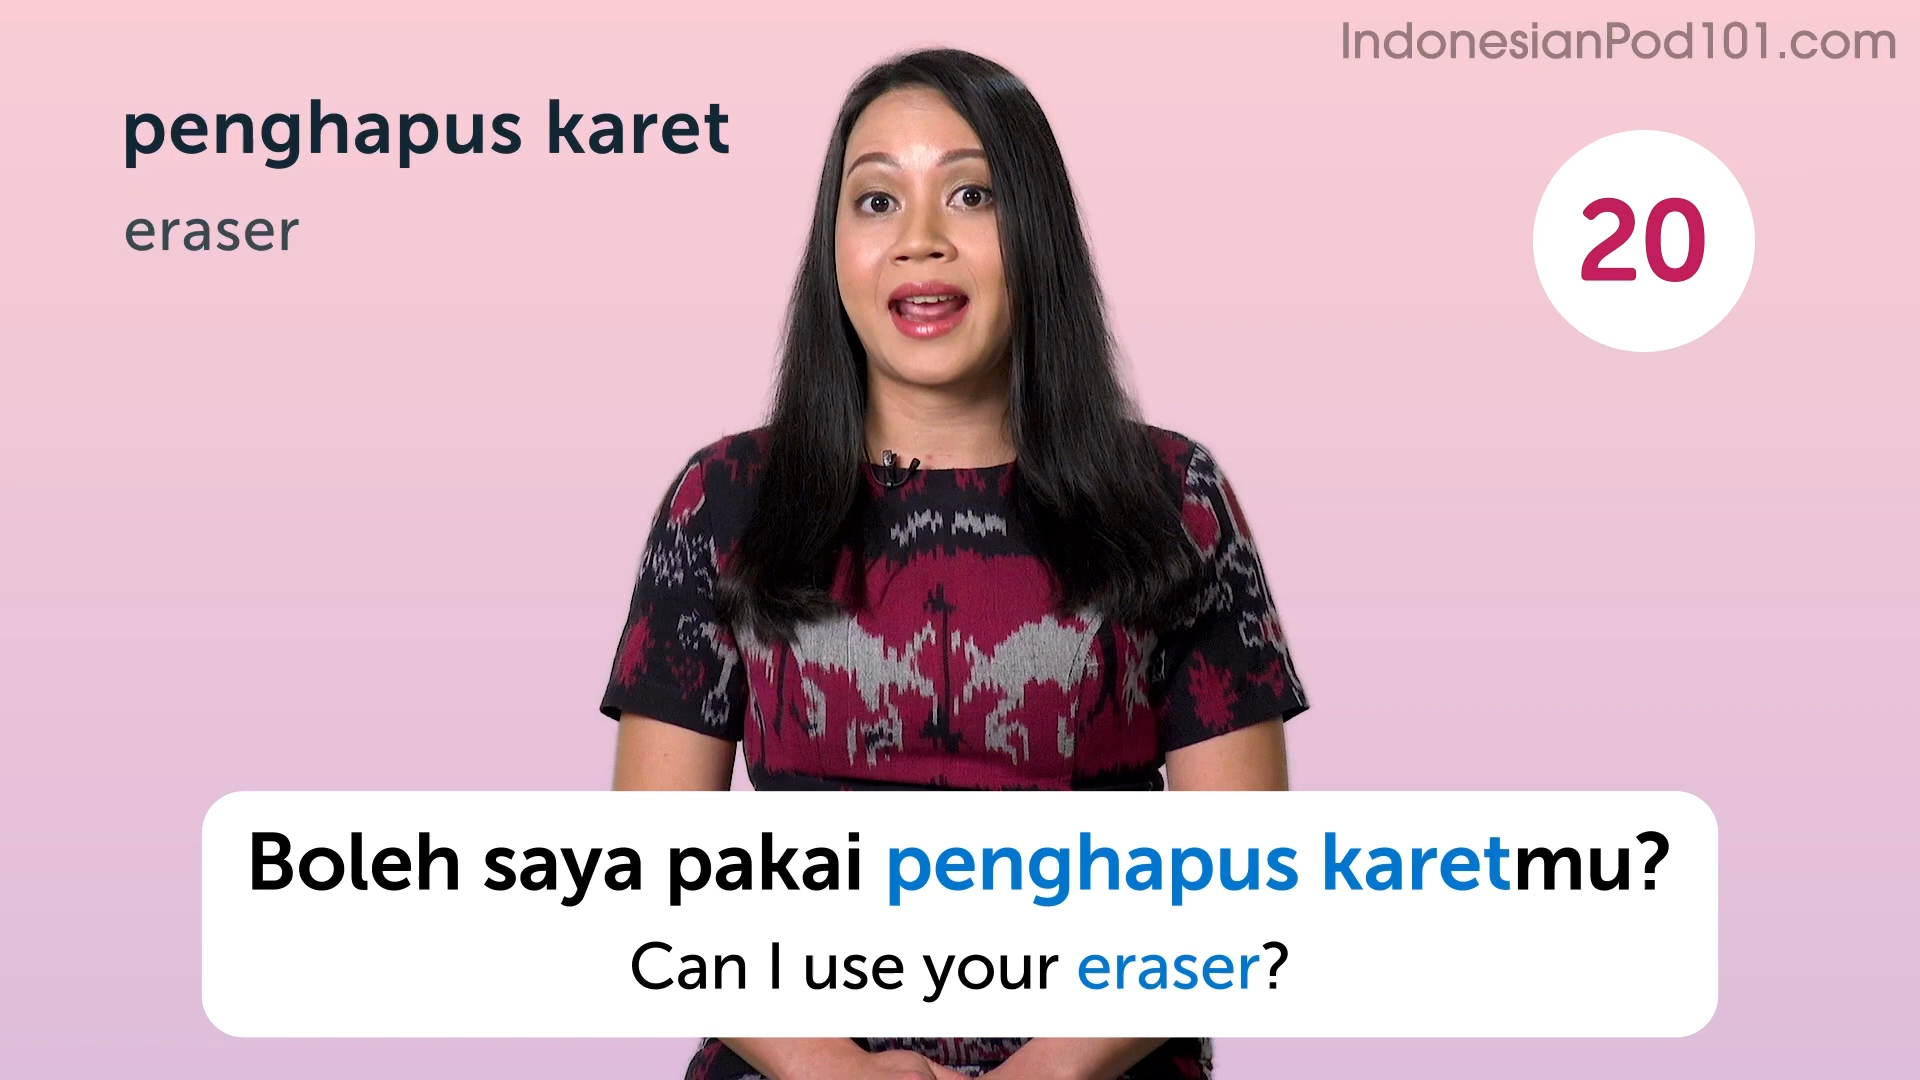 IndonesianPod101.com
penghapus karet
eraser
20
Boleh saya pakai penghapus karetmu?
Can I use your eraser?